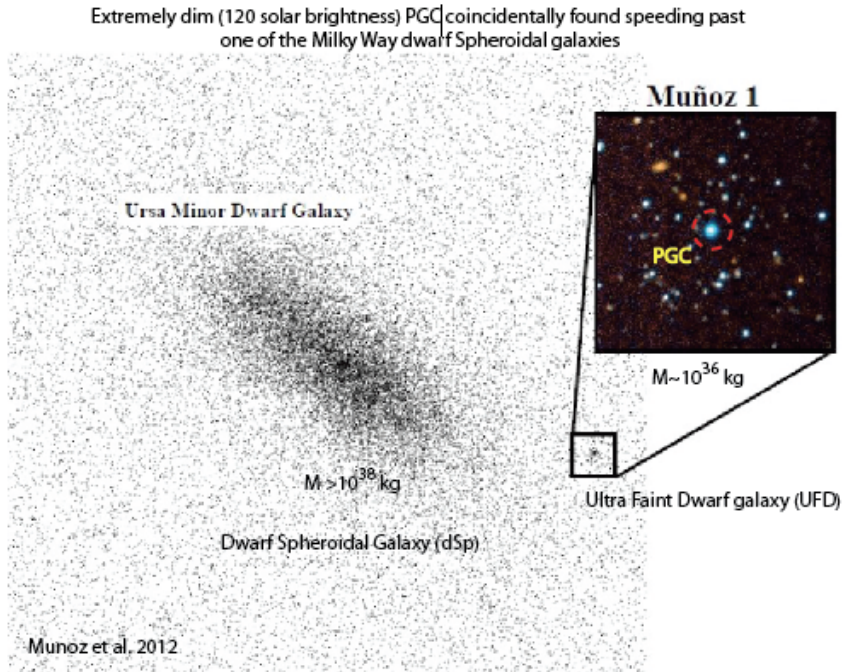 Extremely dim (120 solar brightness) PGC coincidentally found speeding past
one of the Milky Way dwarf Spheroidal galaxies
Muñoz 1
Ursa Minor Dwarf Galaxy
PGC
M~10³⁶ kg
M >10³⁸ kg
Ultra Faint Dwarf galaxy (UFD)
Dwarf Spheroidal Galaxy (dSp)
Munoz et al. 2012